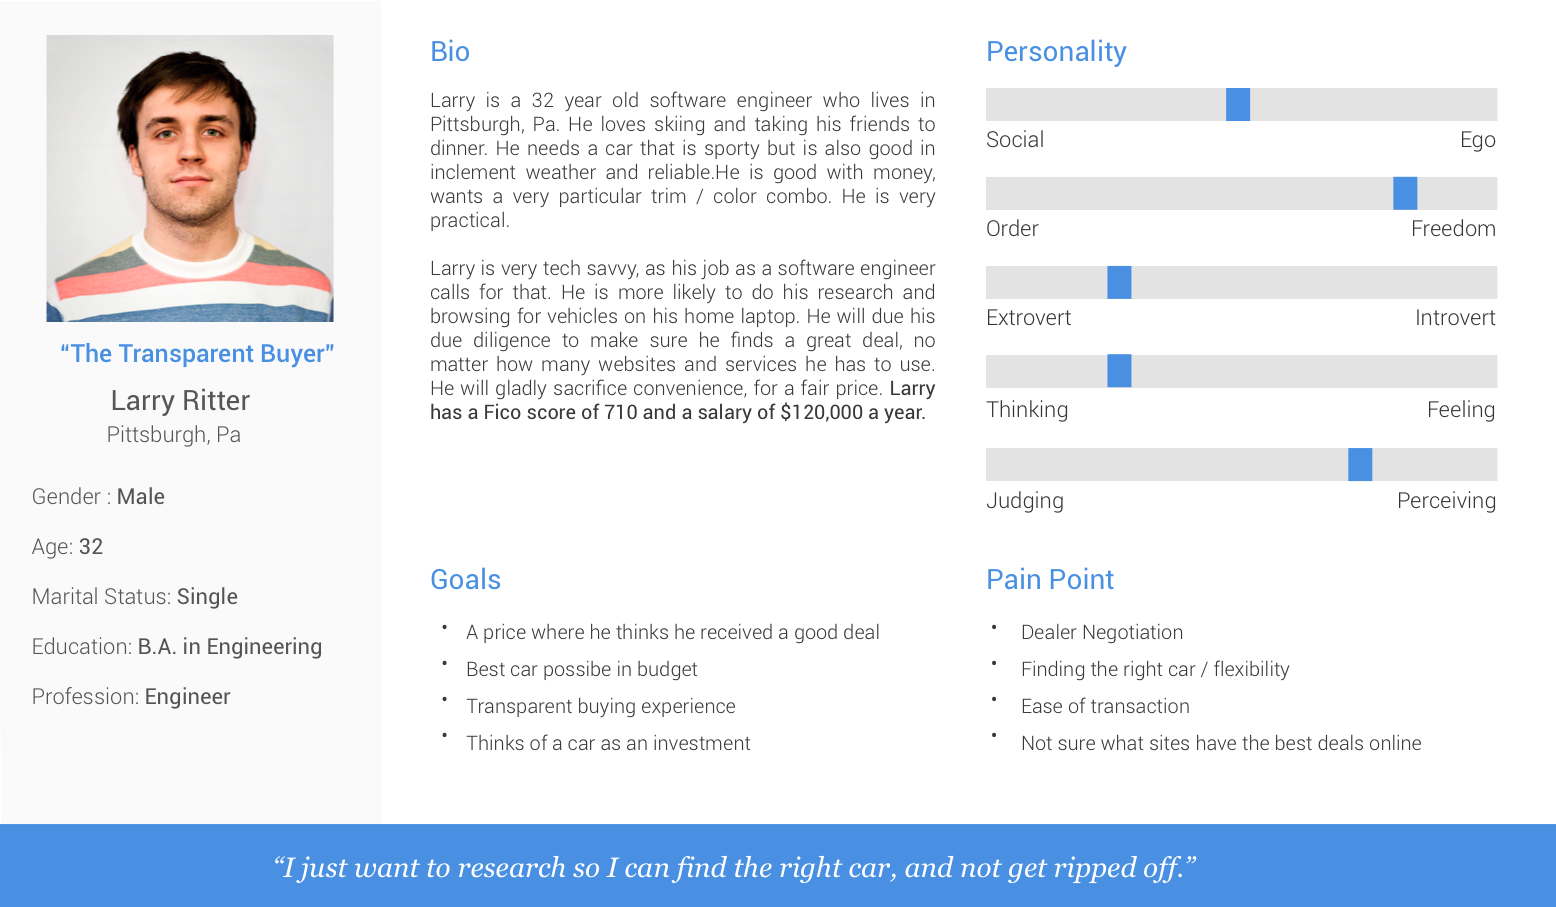 “The Transparent Buyer”
Larry Ritter
Pittsburgh, Pa
Gender : Male
Age: 32
Marital Status: Single
Education: B.A. in Engineering
Profession: Engineer
Bio
Larry is a 32 year old software engineer who lives in
Pittsburgh, Pa. He loves skiing and taking his friends to
dinner. He needs a car that is sporty but is also good in
inclement weather and reliable.He is good with money,
wants a very particular trim / color combo. He is very
practical.
Larry is very tech savvy, as his job as a software engineer
calls for that. He is more likely to do his research and
browsing for vehicles on his home laptop. He will due his
due diligence to make sure he finds a great deal, no
matter how many websites and services he has to use.
He will gladly sacrifice convenience, for a fair price. Larry
has a Fico score of 710 and a salary of $120,000 a year.
Personality
Social Ego
Order Freedom
Extrovert Introvert
Thinking Feeling
Judging Perceiving
Goals
• A price where he thinks he received a good deal
• Best car possibe in budget
• Transparent buying experience
• Thinks of a car as an investment
Pain Point
• Dealer Negotiation
• Finding the right car / flexibility
• Ease of transaction
• Not sure what sites have the best deals online
“I just want to research so I can find the right car, and not get ripped off.”